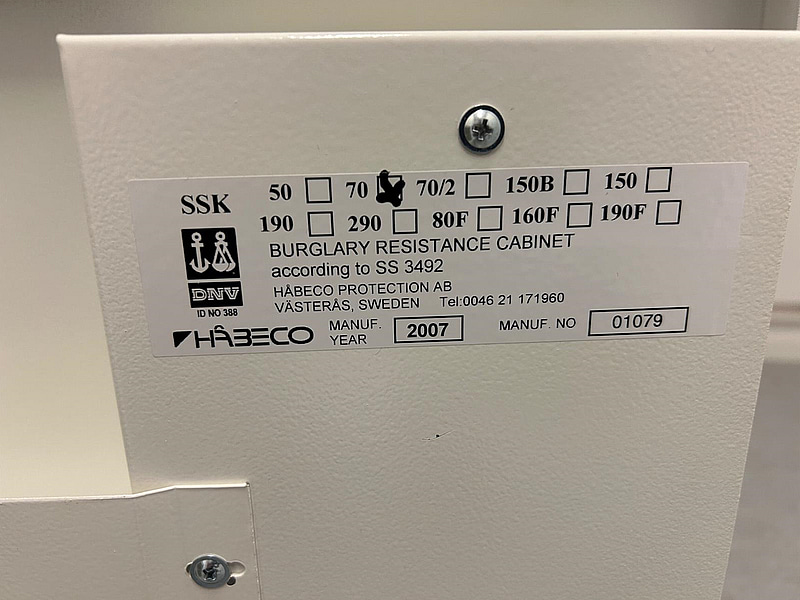 SSK 50 70 70/2 150B 150
190 290 80F 160F 190F
BURGLARY RESISTANCE CABINET
according to SS 3492
DNV
ID NO 388
HÅBECO PROTECTION AB
VÄSTERÅS, SWEDEN Tel:0046 21 171960
HÅBECO MANUF. YEAR 2007 MANUF. NO 01079